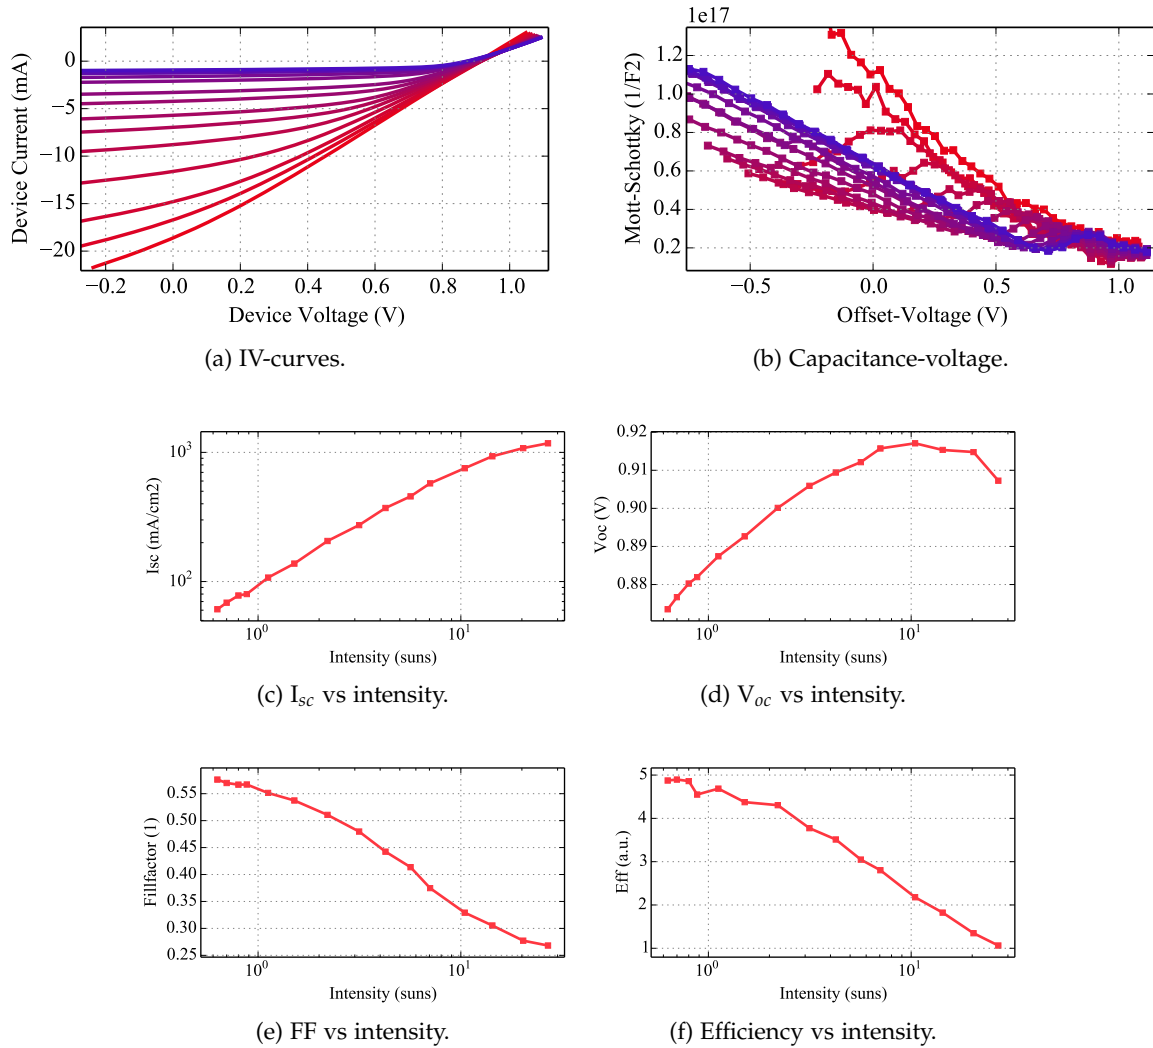 Device Current (mA)
0
−5
−10
−15
−20
−0.2 0.0 0.2 0.4 0.6 0.8 1.0
Device Voltage (V)
(a) IV-curves.
1e17
Mott-Schottky (1/F2)
1.2
1.0
0.8
0.6
0.4
0.2
−0.5 0.0 0.5 1.0
Offset-Voltage (V)
(b) Capacitance-voltage.
Isc (mA/cm2)
10³
10²
10⁰ 10¹
Intensity (suns)
(c) Isc vs intensity.
Voc (V)
0.92
0.91
0.90
0.89
0.88
10⁰ 10¹
Intensity (suns)
(d) Voc vs intensity.
Fillfactor (1)
0.55
0.50
0.45
0.40
0.35
0.30
0.25
10⁰ 10¹
Intensity (suns)
(e) FF vs intensity.
Eff (a.u.)
5
4
3
2
1
10⁰ 10¹
Intensity (suns)
(f) Efficiency vs intensity.